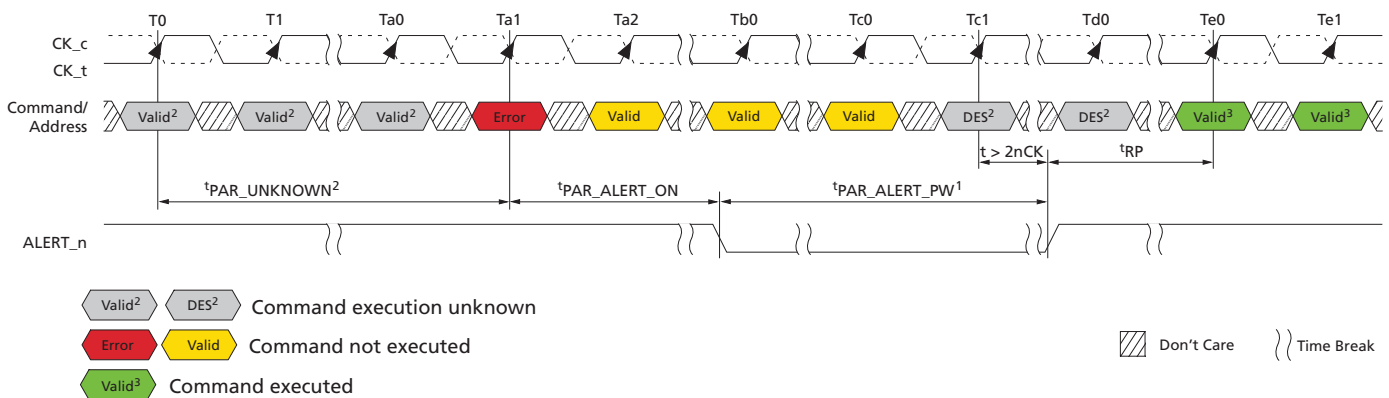 T0 T1 Ta0 Ta1 Ta2 Tb0 Tc0 Tc1 Td0 Te0 Te1
CK_c
CK_t
Command/
Address
Valid² Valid² Valid² Error Valid Valid Valid DES² DES² Valid³ Valid³
t > 2nCK ᵗRP
ᵗPAR_UNKNOWN² ᵗPAR_ALERT_ON ᵗPAR_ALERT_PW¹
ALERT_n
Valid² DES² Command execution unknown
Error Valid Command not executed
Don't Care Time Break
Valid³ Command executed